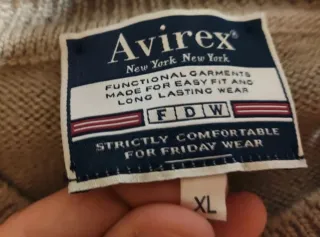 Avirex®
New York New York
FUNCTIONAL GARMENTS
MADE FOR EASY FIT AND
LONG LASTING WEAR
FDW
STRICTLY COMFORTABLE
FOR FRIDAY WEAR
XL